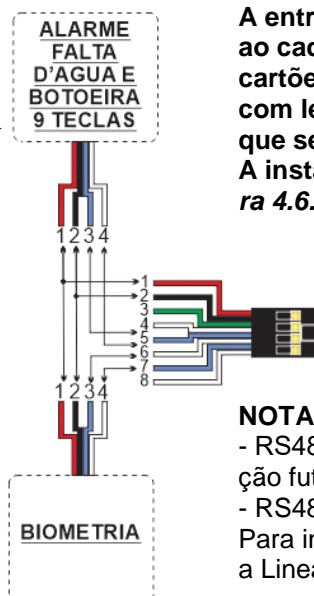 ALARME
FALTA
D'AGUA E
BOTOEIRA
9 TECLAS
1 2 3 4
1
2
3
4
5
6
7
8
1 2 3 4
BIOMETRIA
A entr
ao cad
cartõe
com le
que se
A insta
ra 4.6.
NOTA
- RS48
ção fut
- RS48
Para in
a Linea